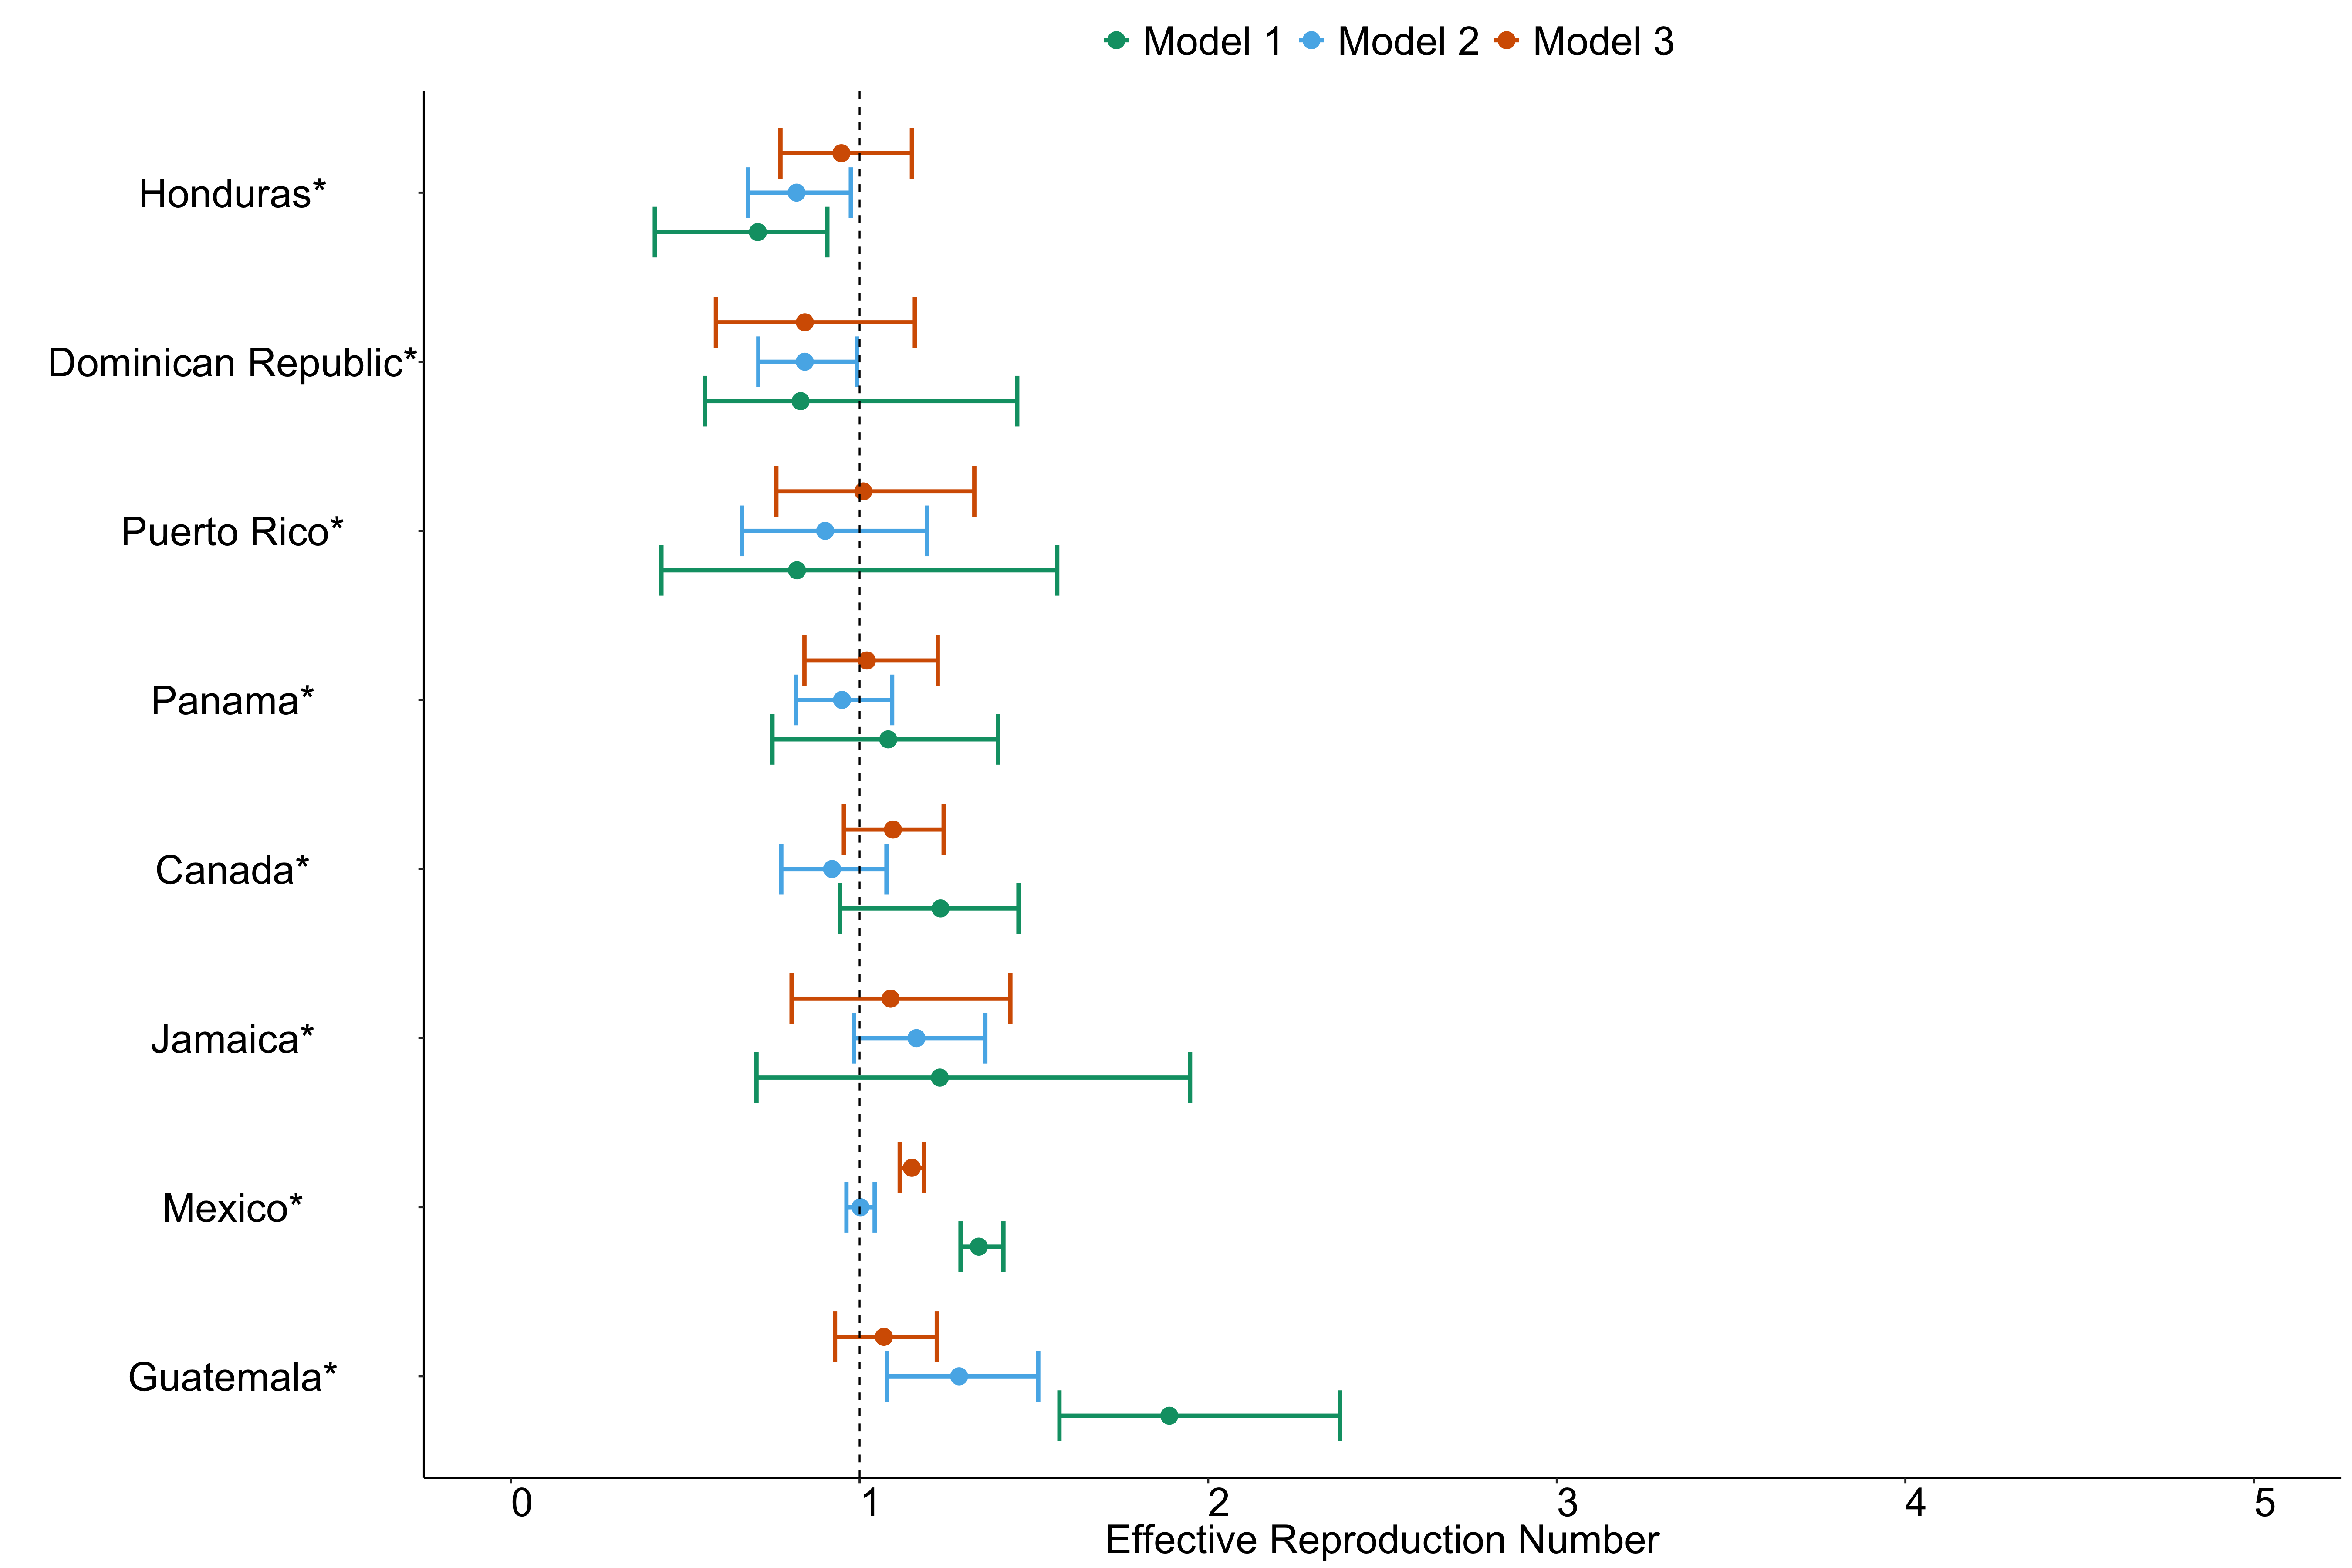 Model 1 Model 2 Model 3
Honduras*
Dominican Republic*
Puerto Rico*
Panama*
Canada*
Jamaica*
Mexico*
Guatemala*
0 1 2 3 4 5
Effective Reproduction Number